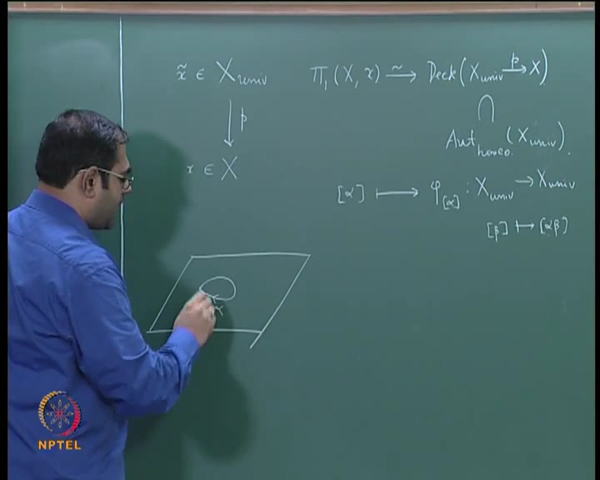 x̃ ∈ X_univ
π₁(X, x) ⥲ Deck(X_univ →^p X)
↓ p
∩
Aut_homeo.(X_univ).
x ∈ X
[α] ⟼ φ_[α] : X_univ → X_univ
[β] ⟼ [αβ]
NPTEL